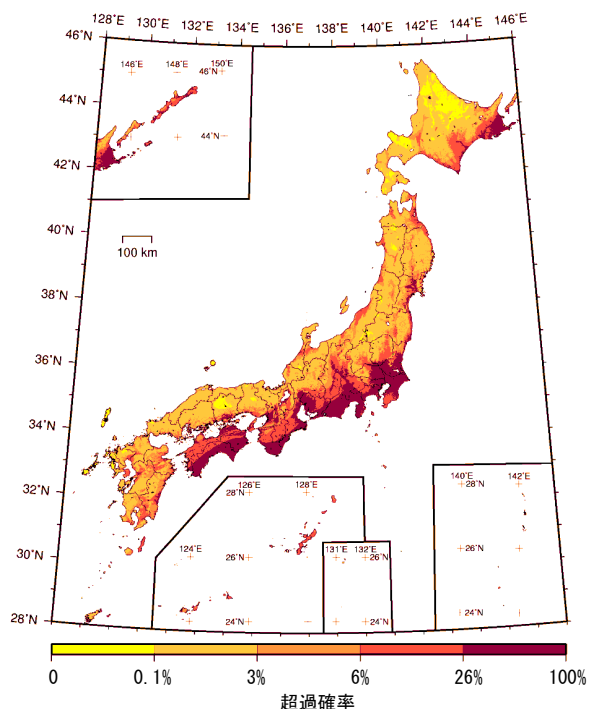 128°E 130°E 132°E 134°E 136°E 138°E 140°E 142°E 144°E 146°E
46°N
44°N
42°N
40°N
38°N
36°N
34°N
32°N
30°N
28°N
146°E 148°E 150°E
46°N
44°N
100 km
126°E 128°E
28°N
124°E
26°N
24°N
131°E 132°E
26°N
24°N
140°E 142°E
28°N
26°N
24°N
0 0.1% 3% 6% 26% 100%
超過確率